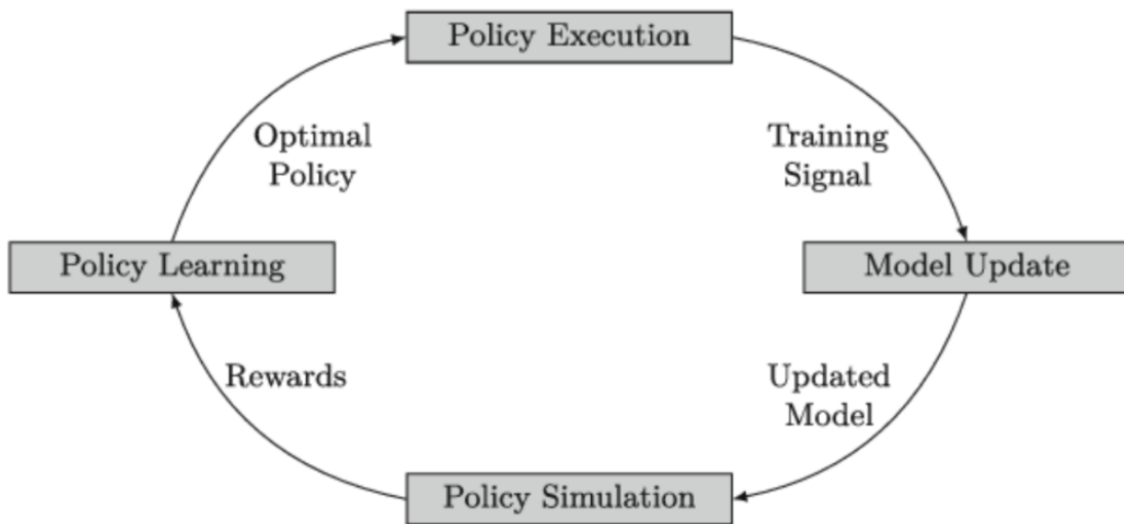 Policy Execution
Optimal
Policy
Training
Signal
Policy Learning
Model Update
Rewards
Updated
Model
Policy Simulation